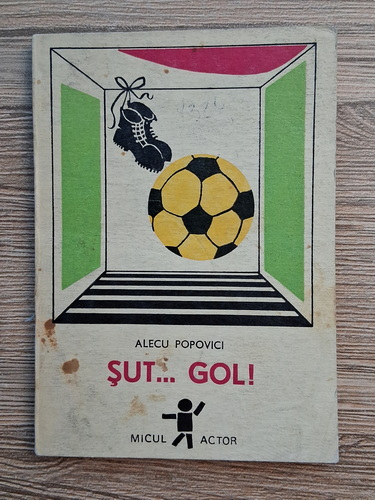 ALECU POPOVICI
ŞUT... GOL!
MICUL ACTOR